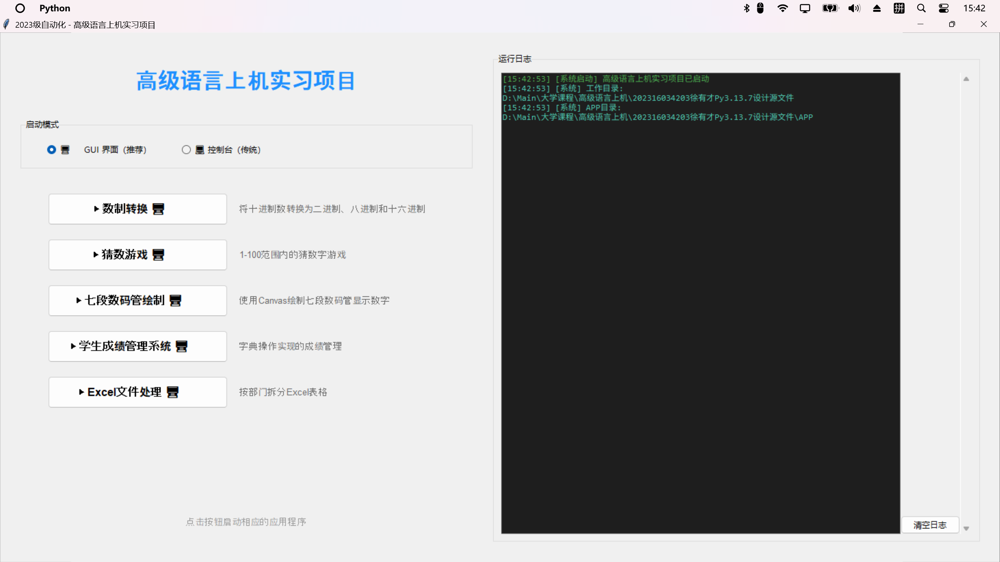 Python
15:42
2023级自动化 - 高级语言上机实习项目
高级语言上机实习项目
启动模式
GUI 界面（推荐）
控制台（传统）
数制转换
将十进制数转换为二进制、八进制和十六进制
猜数游戏
1-100范围内的猜数字游戏
七段数码管绘制
使用Canvas绘制七段数码管显示数字
学生成绩管理系统
字典操作实现的成绩管理
Excel文件处理
按部门拆分Excel表格
点击按钮启动相应的应用程序
运行日志
[15:42:53] [系统启动] 高级语言上机实习项目已启动
[15:42:53] [系统] 工作目录:
D:\Main\大学课程\高级语言上机\202316034203徐有才Py3.13.7设计源文件
[15:42:53] [系统] APP目录:
D:\Main\大学课程\高级语言上机\202316034203徐有才Py3.13.7设计源文件\APP
清空日志
拼